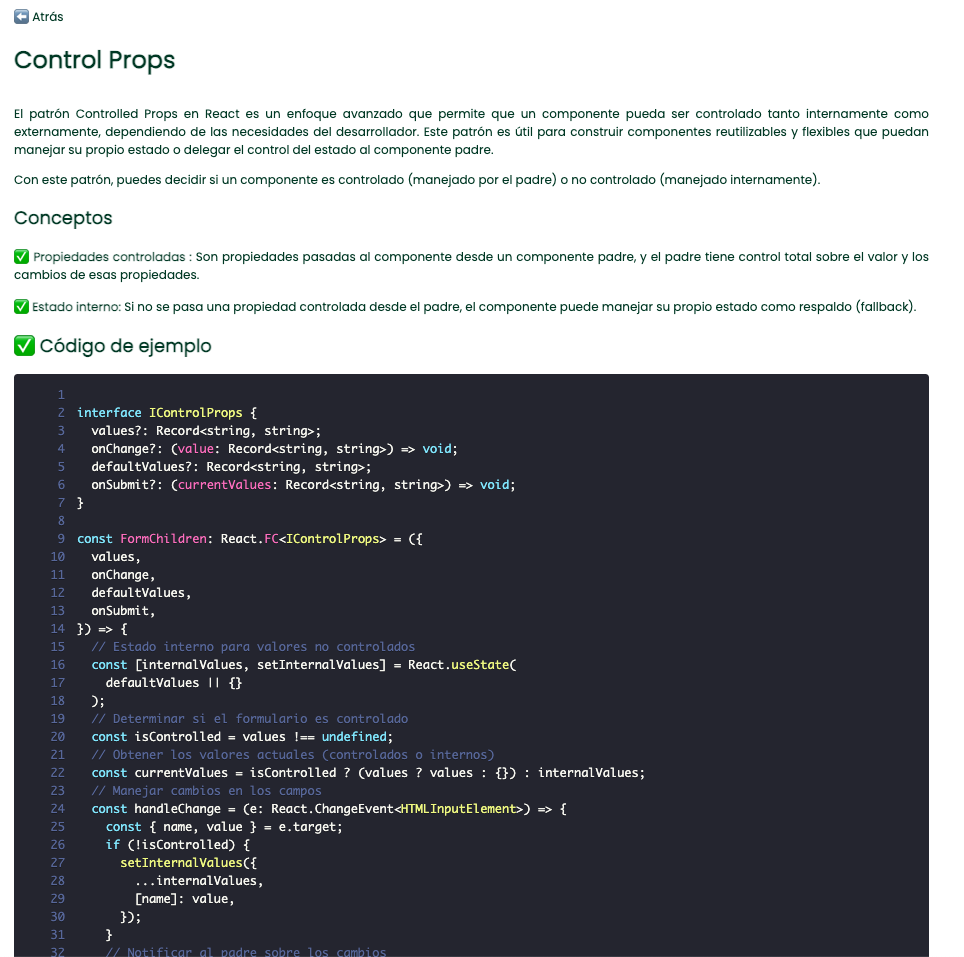 ⬅️ Atrás
Control Props
El patrón Controlled Props en React es un enfoque avanzado que permite que un componente pueda ser controlado tanto internamente como
externamente, dependiendo de las necesidades del desarrollador. Este patrón es útil para construir componentes reutilizables y flexibles que puedan
manejar su propio estado o delegar el control del estado al componente padre.
Con este patrón, puedes decidir si un componente es controlado (manejado por el padre) o no controlado (manejado internamente).
Conceptos
✅ Propiedades controladas : Son propiedades pasadas al componente desde un componente padre, y el padre tiene control total sobre el valor y los
cambios de esas propiedades.
✅ Estado interno: Si no se pasa una propiedad controlada desde el padre, el componente puede manejar su propio estado como respaldo (fallback).
✅ Código de ejemplo
1
2 interface IControlProps {
3   values?: Record<string, string>;
4   onChange?: (value: Record<string, string>) => void;
5   defaultValues?: Record<string, string>;
6   onSubmit?: (currentValues: Record<string, string>) => void;
7 }
8
9 const FormChildren: React.FC<IControlProps> = ({
10   values,
11   onChange,
12   defaultValues,
13   onSubmit,
14 }) => {
15   // Estado interno para valores no controlados
16   const [internalValues, setInternalValues] = React.useState(
17     defaultValues || {}
18   );
19   // Determinar si el formulario es controlado
20   const isControlled = values !== undefined;
21   // Obtener los valores actuales (controlados o internos)
22   const currentValues = isControlled ? (values ? values : {}) : internalValues;
23   // Manejar cambios en los campos
24   const handleChange = (e: React.ChangeEvent<HTMLInputElement>) => {
25     const { name, value } = e.target;
26     if (!isControlled) {
27       setInternalValues({
28         ...internalValues,
29         [name]: value,
30       });
31     }
32     // Notificar al padre sobre los cambios